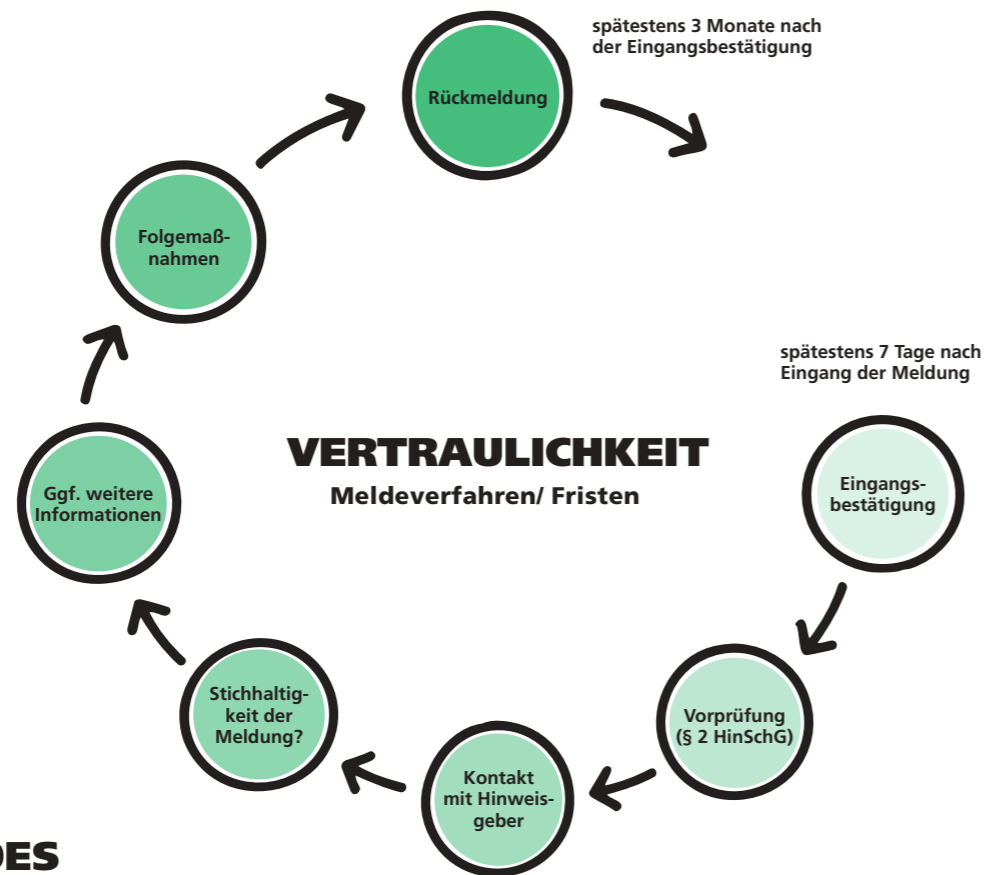 spätestens 3 Monate nach
der Eingangsbestätigung
Rückmeldung
Folgemaß-
nahmen
spätestens 7 Tage nach
Eingang der Meldung
VERTRAULICHKEIT
Meldeverfahren/ Fristen
Eingangs-
bestätigung
Ggf. weitere
Informationen
Stichhaltig-
keit der
Meldung?
Vorprüfung
(§ 2 HinSchG)
Kontakt
mit Hinweis-
geber
DES